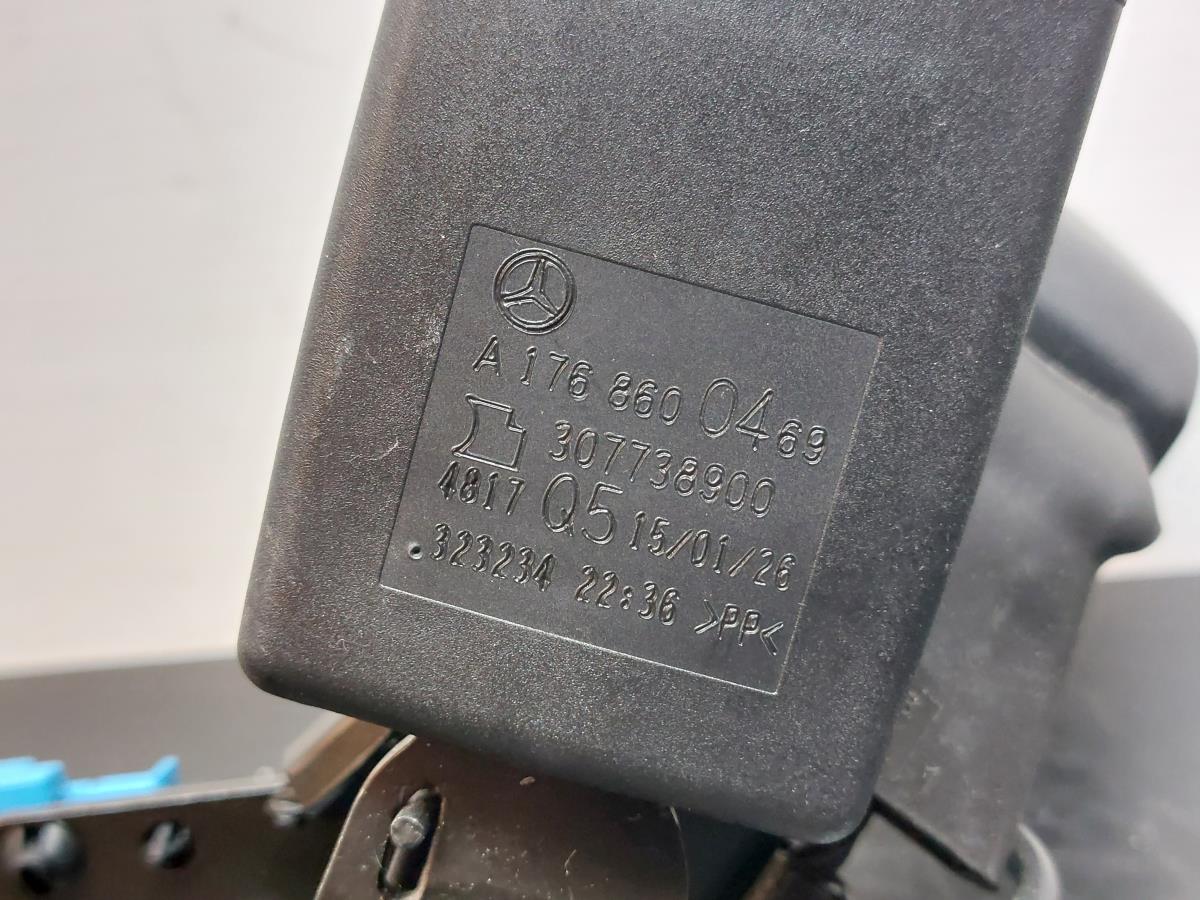 A 176 860 04 69
307738900
4817 Q5 15/01/26
.323234 22:36 >PP<